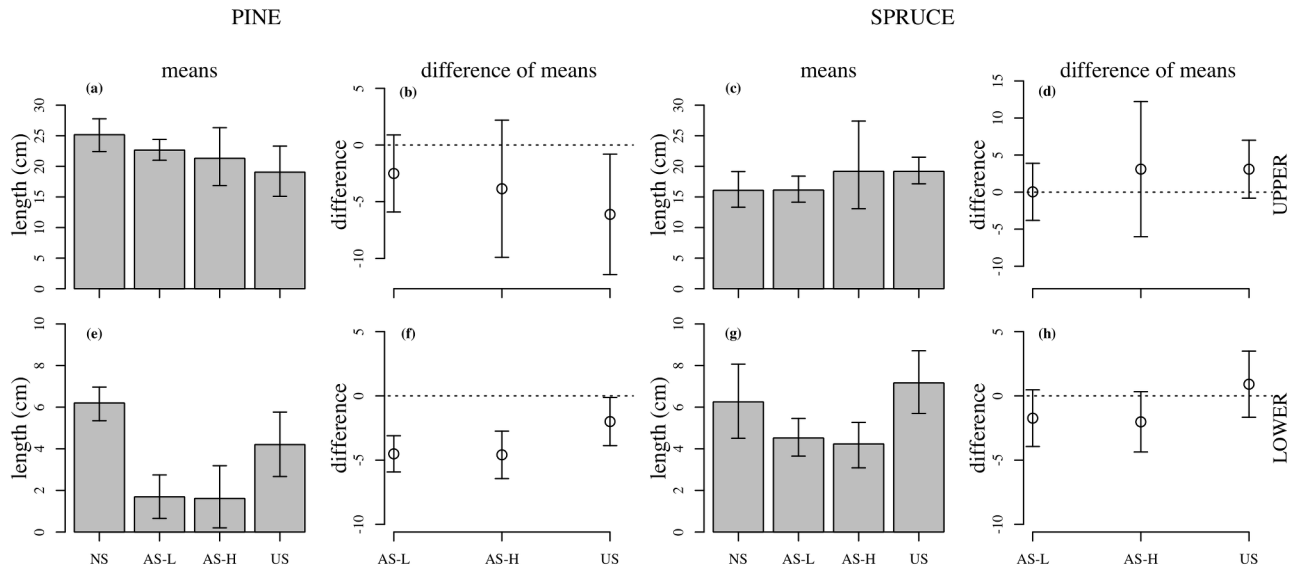 PINE
SPRUCE
means
difference of means
means
difference of means
(a)
length (cm)
0 5 10 15 20 25 30
(b)
difference
-10 -5 0 5
(c)
length (cm)
0 5 10 15 20 25 30
(d)
difference
-10 -5 0 5 10 15
UPPER
(e)
length (cm)
0 2 4 6 8 10
NS AS-L AS-H US
(f)
difference
-10 -5 0 5
AS-L AS-H US
(g)
length (cm)
0 2 4 6 8 10
NS AS-L AS-H US
(h)
difference
-10 -5 0 5
AS-L AS-H US
LOWER